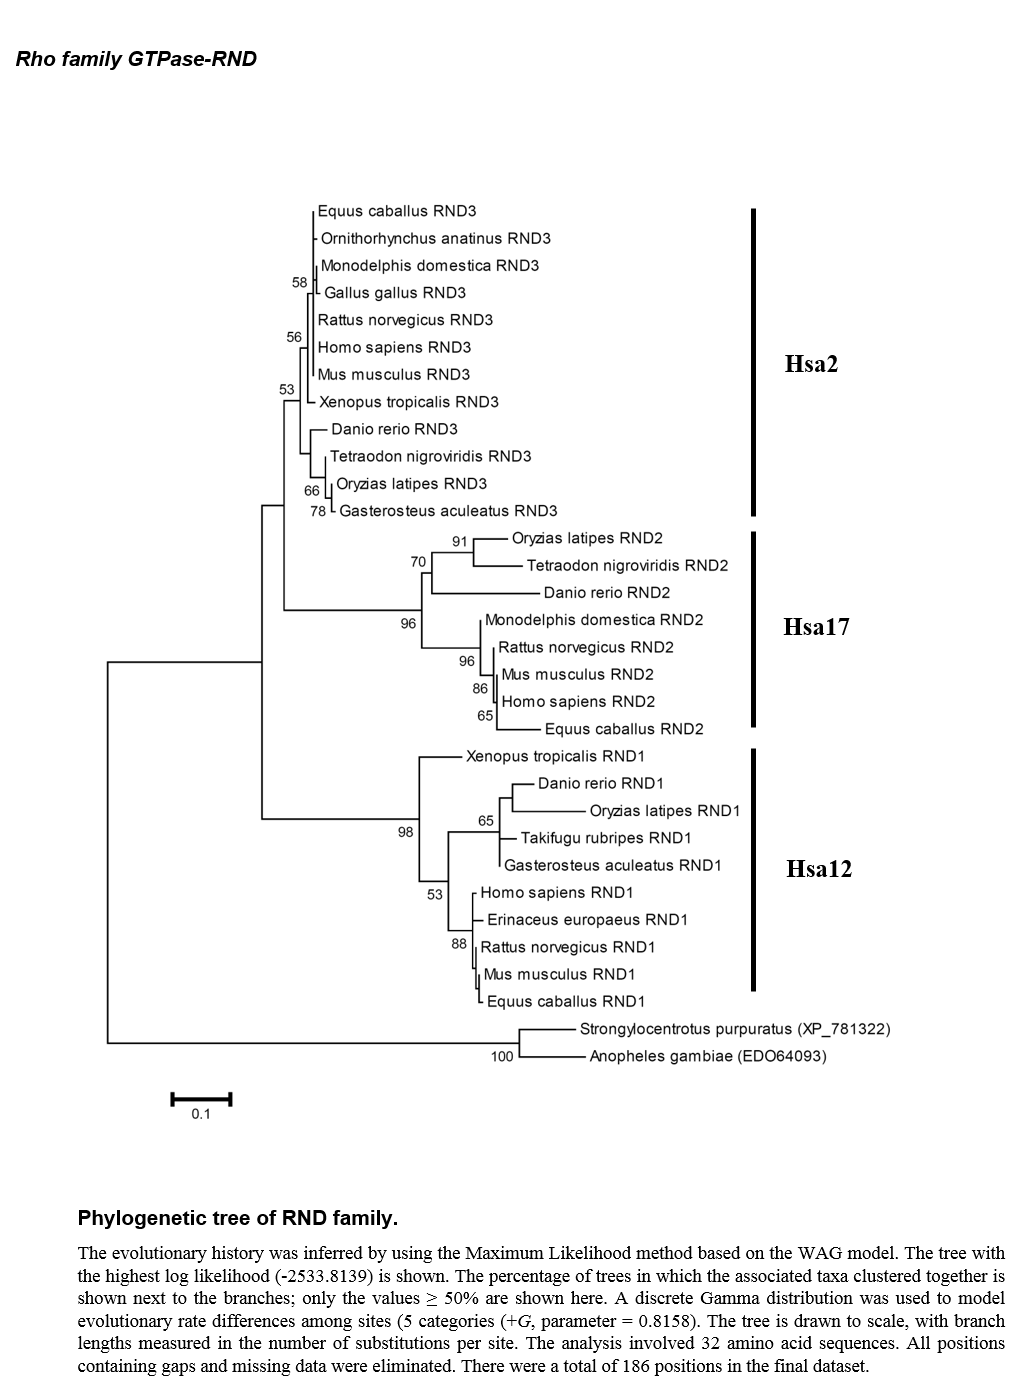 Rho family GTPase-RND
Equus caballus RND3
Ornithorhynchus anatinus RND3
Monodelphis domestica RND3
58
Gallus gallus RND3
Rattus norvegicus RND3
56
Homo sapiens RND3
Hsa2
Mus musculus RND3
53
Xenopus tropicalis RND3
Danio rerio RND3
Tetraodon nigroviridis RND3
66
Oryzias latipes RND3
78
Gasterosteus aculeatus RND3
91
Oryzias latipes RND2
70
Tetraodon nigroviridis RND2
Danio rerio RND2
96
Monodelphis domestica RND2
Hsa17
Rattus norvegicus RND2
96
Mus musculus RND2
86
Homo sapiens RND2
65
Equus caballus RND2
Xenopus tropicalis RND1
Danio rerio RND1
Oryzias latipes RND1
65
98
Takifugu rubripes RND1
Gasterosteus aculeatus RND1
Hsa12
53
Homo sapiens RND1
Erinaceus europaeus RND1
88
Rattus norvegicus RND1
Mus musculus RND1
Equus caballus RND1
Strongylocentrotus purpuratus (XP_781322)
100
Anopheles gambiae (EDO64093)
0.1
Phylogenetic tree of RND family.
The evolutionary history was inferred by using the Maximum Likelihood method based on the WAG model. The tree with
the highest log likelihood (-2533.8139) is shown. The percentage of trees in which the associated taxa clustered together is
shown next to the branches; only the values ≥ 50% are shown here. A discrete Gamma distribution was used to model
evolutionary rate differences among sites (5 categories (+G, parameter = 0.8158). The tree is drawn to scale, with branch
lengths measured in the number of substitutions per site. The analysis involved 32 amino acid sequences. All positions
containing gaps and missing data were eliminated. There were a total of 186 positions in the final dataset.